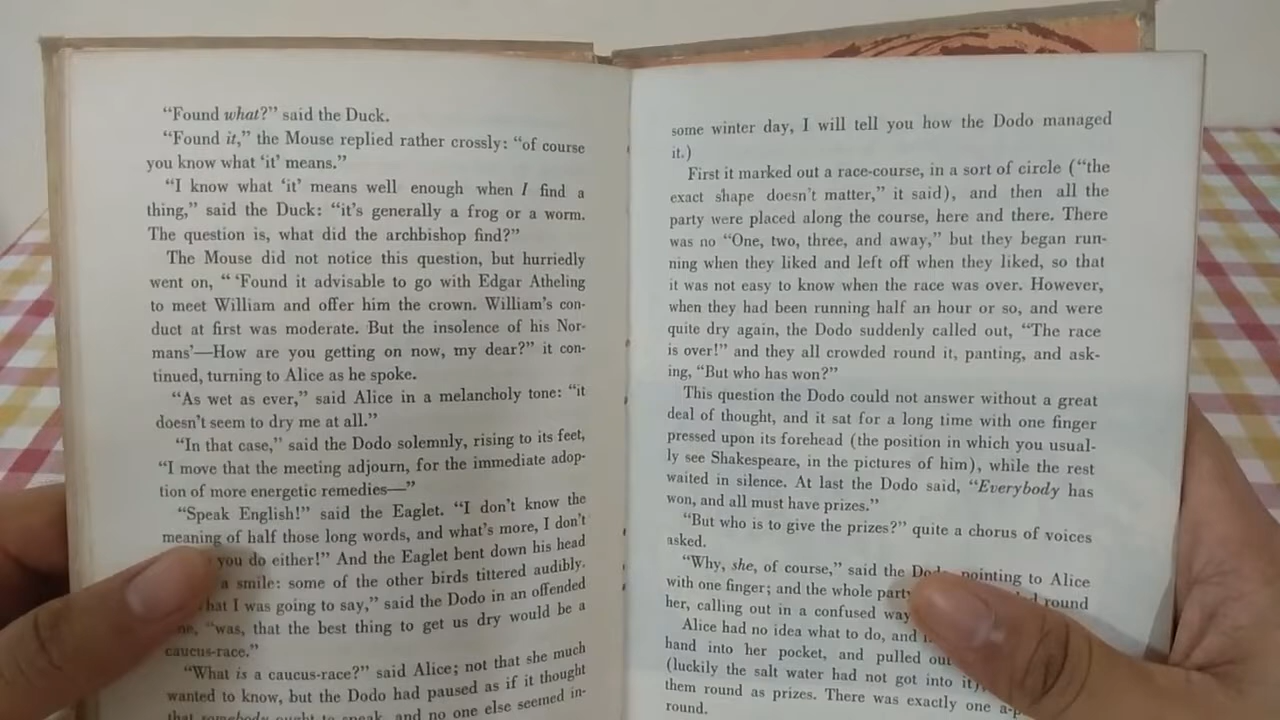 “Found what?” said the Duck.
“Found it,” the Mouse replied rather crossly: “of course
you know what ‘it’ means.”
“I know what ‘it’ means well enough when I find a
thing,” said the Duck: “it’s generally a frog or a worm.
The question is, what did the archbishop find?”
The Mouse did not notice this question, but hurriedly
went on, “ ‘Found it advisable to go with Edgar Atheling
to meet William and offer him the crown. William’s con-
duct at first was moderate. But the insolence of his Nor-
mans’—How are you getting on now, my dear?” it con-
tinued, turning to Alice as he spoke.
“As wet as ever,” said Alice in a melancholy tone: “it
doesn’t seem to dry me at all.”
“In that case,” said the Dodo solemnly, rising to its feet,
“I move that the meeting adjourn, for the immediate adop-
tion of more energetic remedies—”
“Speak English!” said the Eaglet. “I don’t know the
meaning of half those long words, and what’s more, I don’t
you do either!” And the Eaglet bent down his head
a smile: some of the other birds tittered audibly.
I was going to say,” said the Dodo in an offended
“was, that the best thing to get us dry would be a
caucus-race.”
“What is a caucus-race?” said Alice; not that she much
wanted to know, but the Dodo had paused as if it thought
that somebody ought to speak, and no one else seemed in-
some winter day, I will tell you how the Dodo managed
it.)
First it marked out a race-course, in a sort of circle (“the
exact shape doesn’t matter,” it said), and then all the
party were placed along the course, here and there. There
was no “One, two, three, and away,” but they began run-
ning when they liked and left off when they liked, so that
it was not easy to know when the race was over. However,
when they had been running half an hour or so, and were
quite dry again, the Dodo suddenly called out, “The race
is over!” and they all crowded round it, panting, and ask-
ing, “But who has won?”
This question the Dodo could not answer without a great
deal of thought, and it sat for a long time with one finger
pressed upon its forehead (the position in which you usual-
ly see Shakespeare, in the pictures of him), while the rest
waited in silence. At last the Dodo said, “Everybody has
won, and all must have prizes.”
“But who is to give the prizes?” quite a chorus of voices
asked.
“Why, she, of course,” said the Dodo, pointing to Alice
with one finger; and the whole party round
her, calling out in a confused way
Alice had no idea what to do, and
hand into her pocket, and pulled out
(luckily the salt water had not got into it)
them round as prizes. There was exactly one
round.